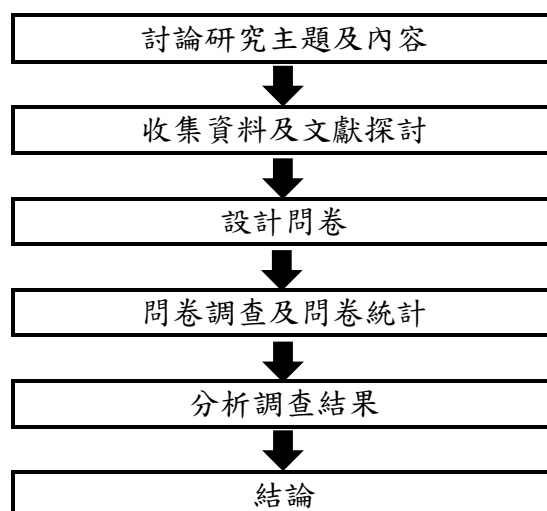 討論研究主題及內容
收集資料及文獻探討
設計問卷
問卷調查及問卷統計
分析調查結果
結論